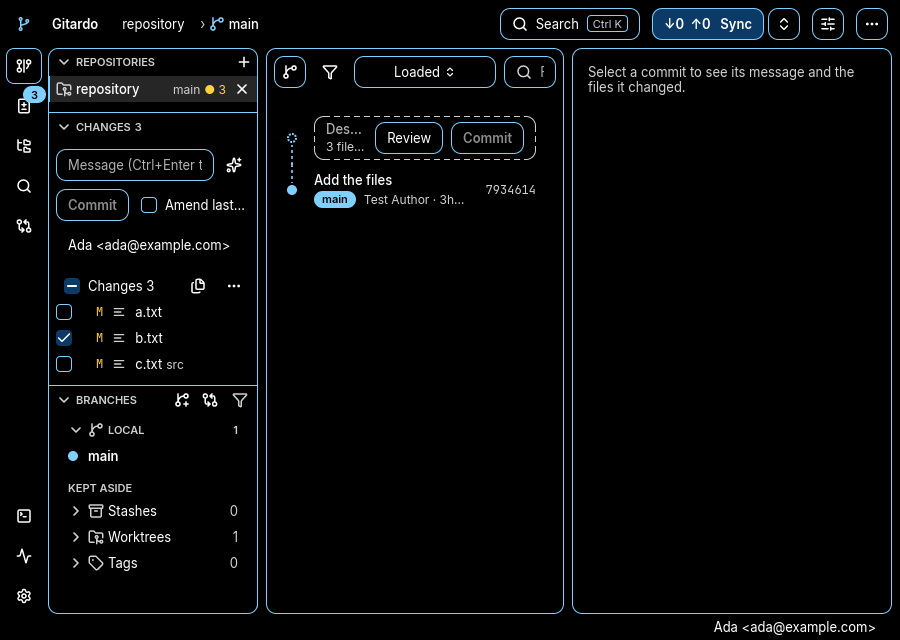 Gitardo repository › main Search Ctrl K ↓0 ↑0 Sync
REPOSITORIES
repository main 3
3
CHANGES 3
Message (Ctrl+Enter t
Commit Amend last...
Ada <ada@example.com>
Changes 3
M a.txt
M b.txt
M c.txt src
BRANCHES
LOCAL 1
main
KEPT ASIDE
Stashes 0
Worktrees 1
Tags 0
Loaded
Des...
3 file...
Review Commit
Add the files
main Test Author · 3h... 7934614
Select a commit to see its message and the
files it changed.
Ada <ada@example.com>